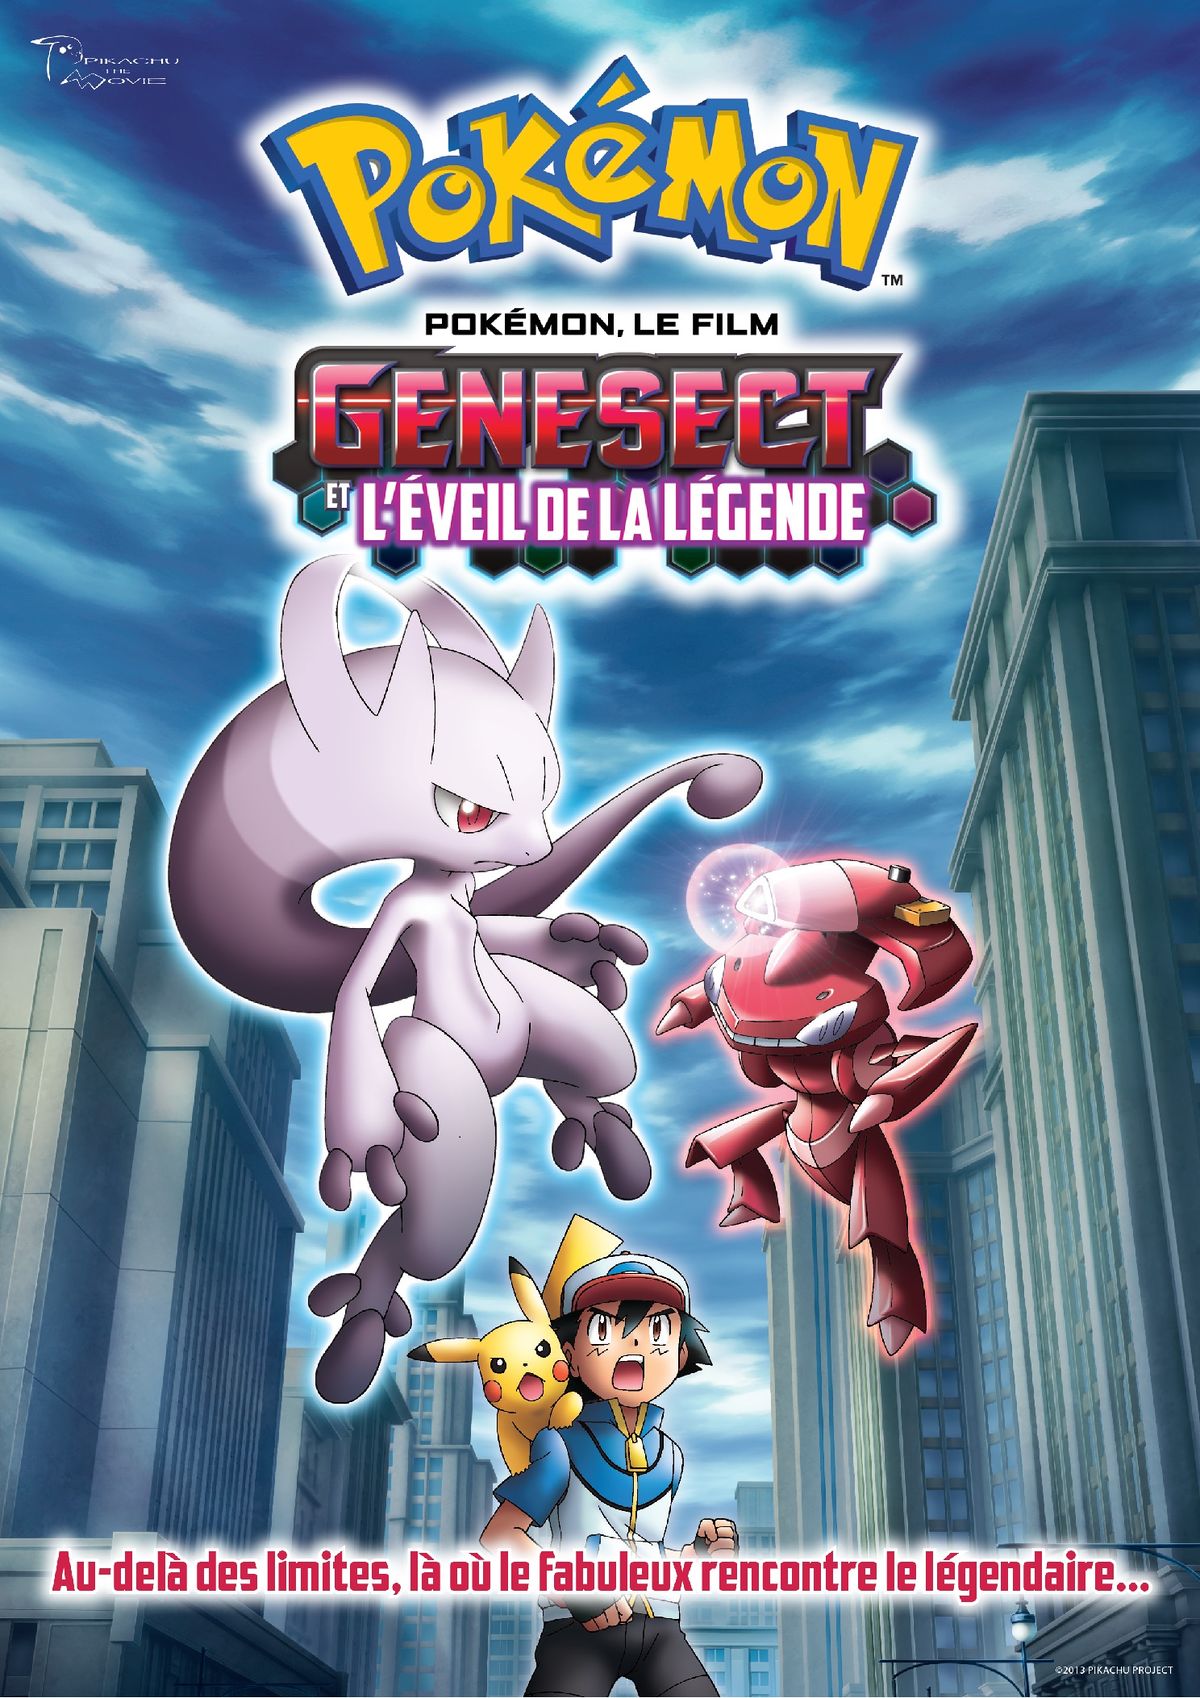 PIKACHU
THE
MOVIE
POKéMON
TM
POKÉMON, LE FILM
GENESECT
ET L'ÉVEIL DE LA LÉGENDE
Au-delà des limites, là où le fabuleux rencontre le légendaire...
©2013 PIKACHU PROJECT